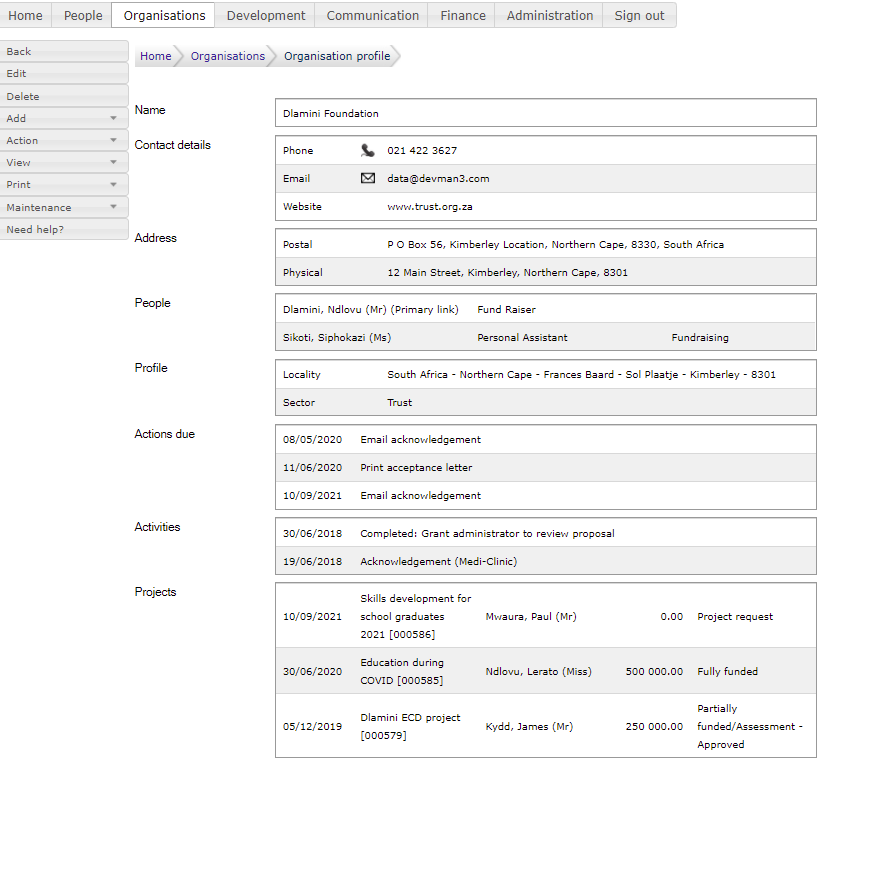 Home People Organisations Development Communication Finance Administration Sign out
Back
Edit
Delete
Add
Action
View
Print
Maintenance
Need help?
Home Organisations Organisation profile
Name
Dlamini Foundation
Contact details
Phone 021 422 3627
Email data@devman3.com
Website www.trust.org.za
Address
Postal P O Box 56, Kimberley Location, Northern Cape, 8330, South Africa
Physical 12 Main Street, Kimberley, Northern Cape, 8301
People
Dlamini, Ndlovu (Mr) (Primary link) Fund Raiser
Sikoti, Siphokazi (Ms) Personal Assistant Fundraising
Profile
Locality South Africa - Northern Cape - Frances Baard - Sol Plaatje - Kimberley - 8301
Sector Trust
Actions due
08/05/2020 Email acknowledgement
11/06/2020 Print acceptance letter
10/09/2021 Email acknowledgement
Activities
30/06/2018 Completed: Grant administrator to review proposal
19/06/2018 Acknowledgement (Medi-Clinic)
Projects
Skills development for
10/09/2021 school graduates Mwaura, Paul (Mr) 0.00 Project request
2021 [000586]
30/06/2020 Education during Ndlovu, Lerato (Miss) 500 000.00 Fully funded
COVID [000585]
Partially
05/12/2019 Dlamini ECD project Kydd, James (Mr) 250 000.00 funded/Assessment -
[000579] Approved